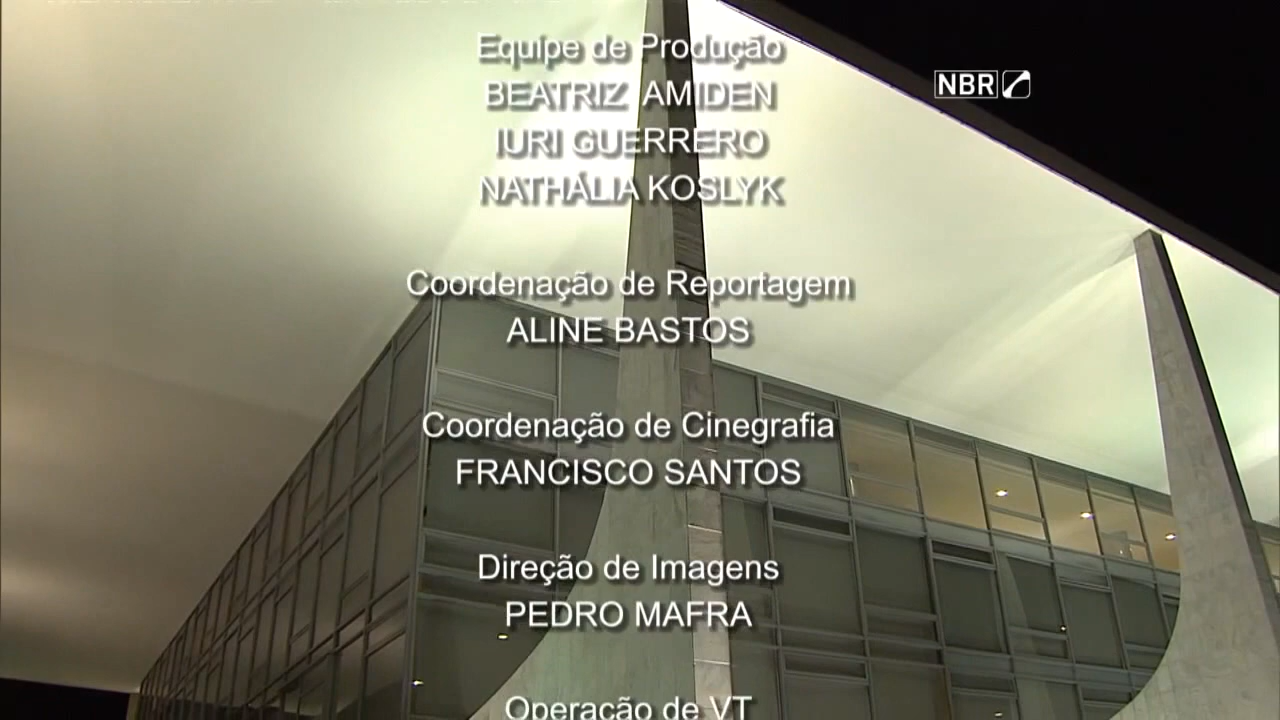 Equipe de Produção
BEATRIZ AMIDEN
IURI GUERRERO
NATHÁLIA KOSLYK
NBR
Coordenação de Reportagem
ALINE BASTOS
Coordenação de Cinegrafia
FRANCISCO SANTOS
Direção de Imagens
PEDRO MAFRA
Operação de VT